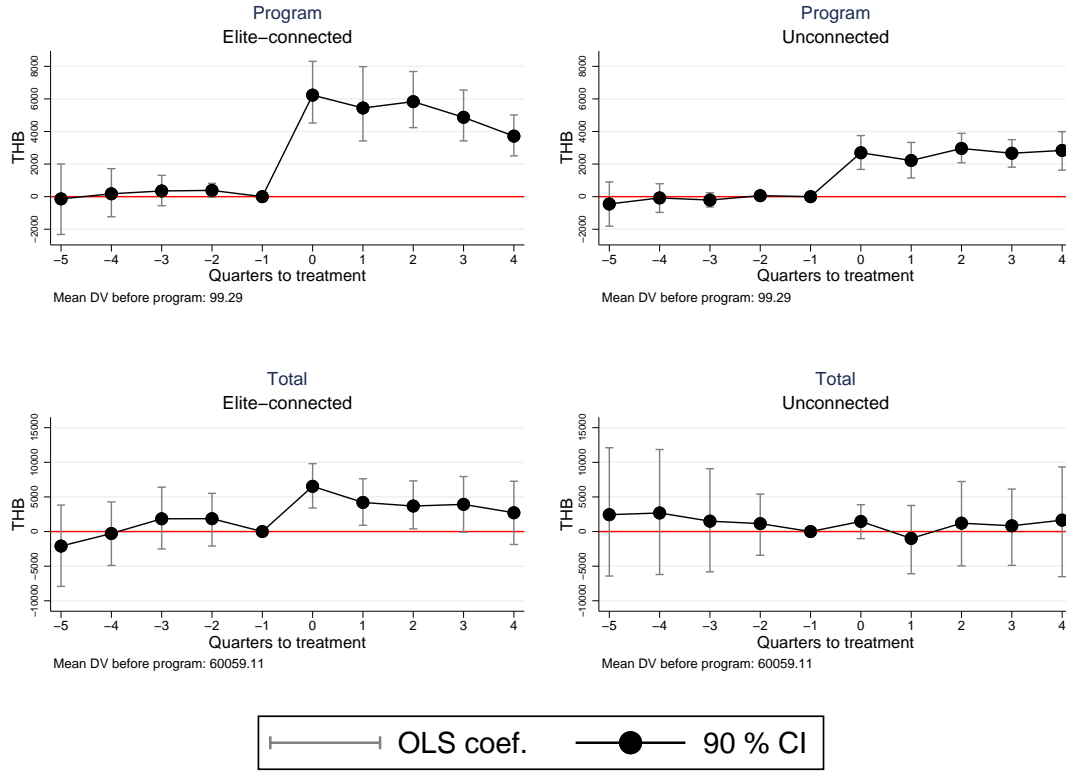 Program
Elite−connected
THB
8000
6000
4000
2000
0
−2000
−5 −4 −3 −2 −1 0 1 2 3 4
Quarters to treatment
Mean DV before program: 99.29
Program
Unconnected
THB
8000
6000
4000
2000
0
−2000
−5 −4 −3 −2 −1 0 1 2 3 4
Quarters to treatment
Mean DV before program: 99.29
Total
Elite−connected
THB
15000
10000
5000
0
−5000
−10000
−5 −4 −3 −2 −1 0 1 2 3 4
Quarters to treatment
Mean DV before program: 60059.11
Total
Unconnected
THB
15000
10000
5000
0
−5000
−10000
−5 −4 −3 −2 −1 0 1 2 3 4
Quarters to treatment
Mean DV before program: 60059.11
OLS coef. 90 % CI